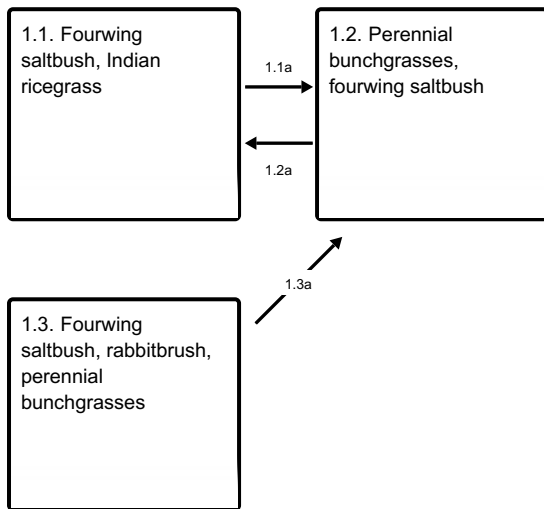 1.1. Fourwing
saltbush, Indian
ricegrass
1.1a
1.2a
1.2. Perennial
bunchgrasses,
fourwing saltbush
1.3a
1.3. Fourwing
saltbush, rabbitbrush,
perennial
bunchgrasses